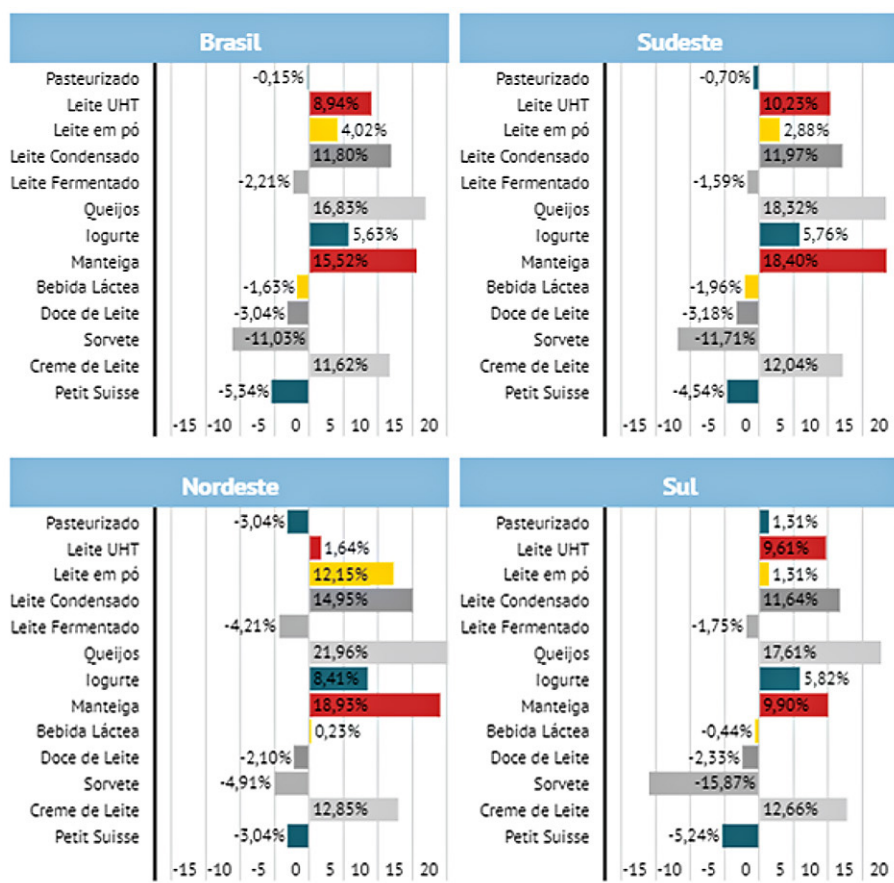 Brasil
Pasteurizado -0,15%
Leite UHT 8,94%
Leite em pó 4,02%
Leite Condensado 11,80%
Leite Fermentado -2,21%
Queijos 16,83%
Iogurte 5,63%
Manteiga 15,52%
Bebida Láctea -1,63%
Doce de Leite -3,04%
Sorvete -11,03%
Creme de Leite 11,62%
Petit Suisse -5,34%
-15 -10 -5 0 5 10 15 20
Sudeste
Pasteurizado -0,70%
Leite UHT 10,23%
Leite em pó 2,88%
Leite Condensado 11,97%
Leite Fermentado -1,59%
Queijos 18,32%
Iogurte 5,76%
Manteiga 18,40%
Bebida Láctea -1,96%
Doce de Leite -3,18%
Sorvete -11,71%
Creme de Leite 12,04%
Petit Suisse -4,54%
-15 -10 -5 0 5 10 15 20
Nordeste
Pasteurizado -3,04%
Leite UHT 1,64%
Leite em pó 12,15%
Leite Condensado 14,95%
Leite Fermentado -4,21%
Queijos 21,96%
Iogurte 8,41%
Manteiga 18,93%
Bebida Láctea 0,23%
Doce de Leite -2,10%
Sorvete -4,91%
Creme de Leite 12,85%
Petit Suisse -3,04%
-15 -10 -5 0 5 10 15 20
Sul
Pasteurizado 1,31%
Leite UHT 9,61%
Leite em pó 1,31%
Leite Condensado 11,64%
Leite Fermentado -1,75%
Queijos 17,61%
Iogurte 5,82%
Manteiga 9,90%
Bebida Láctea -0,44%
Doce de Leite -2,33%
Sorvete -15,87%
Creme de Leite 12,66%
Petit Suisse -5,24%
-15 -10 -5 0 5 10 15 20